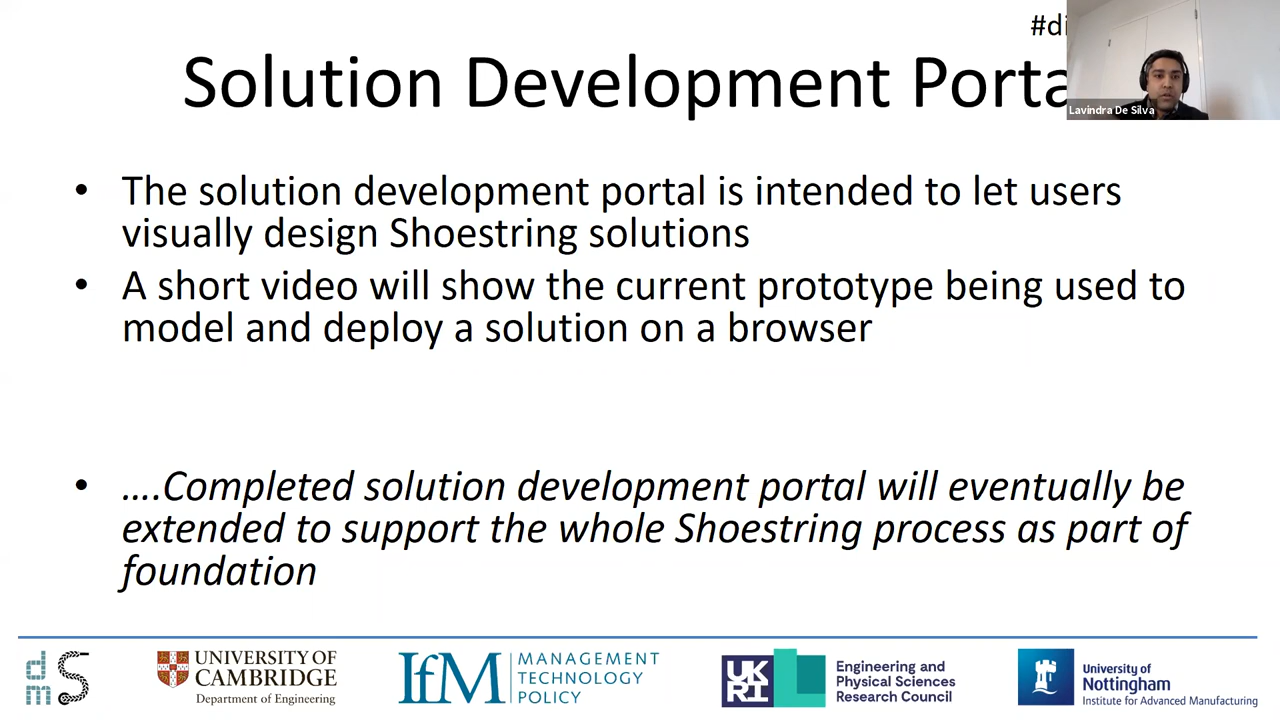 #di
Solution Development Porta
Lavindra De Silva
• The solution development portal is intended to let users
visually design Shoestring solutions
• A short video will show the current prototype being used to
model and deploy a solution on a browser
• ....Completed solution development portal will eventually be
extended to support the whole Shoestring process as part of
foundation
d
m S
UNIVERSITY OF
CAMBRIDGE
Department of Engineering
IfM
MANAGEMENT
TECHNOLOGY
POLICY
UK
RI
Engineering and
Physical Sciences
Research Council
University of
Nottingham
Institute for Advanced Manufacturing